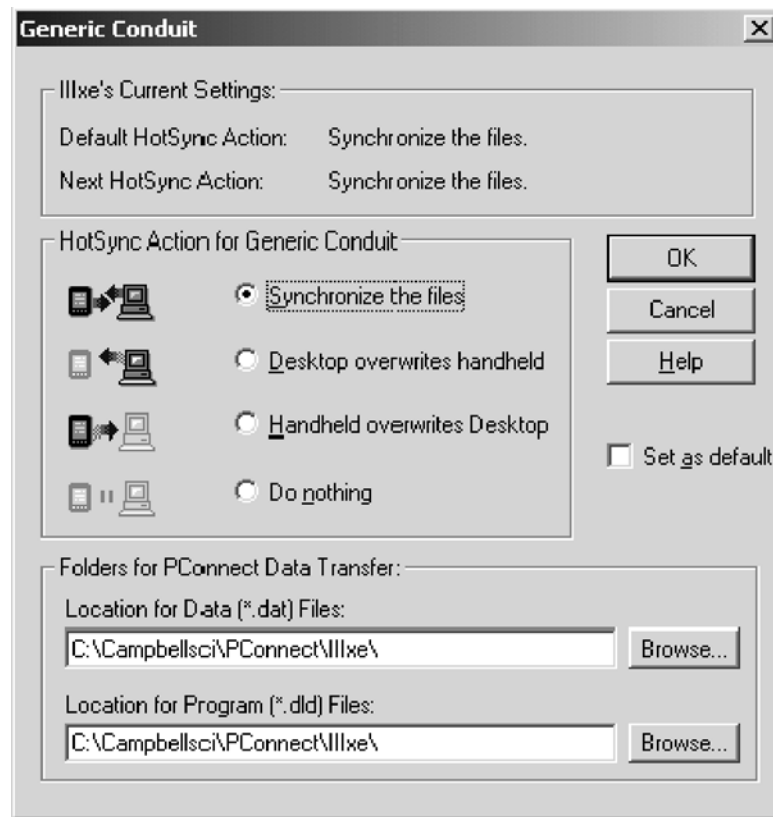 Generic Conduit
IIIxe's Current Settings:
Default HotSync Action: Synchronize the files.
Next HotSync Action: Synchronize the files.
HotSync Action for Generic Conduit
Synchronize the files
Desktop overwrites handheld
Handheld overwrites Desktop
Do nothing
OK
Cancel
Help
Set as default
Folders for PConnect Data Transfer:
Location for Data (*.dat) Files:
C:\Campbellsci\PConnect\IIIxe\
Browse...
Location for Program (*.dld) Files:
C:\Campbellsci\PConnect\IIIxe\
Browse...